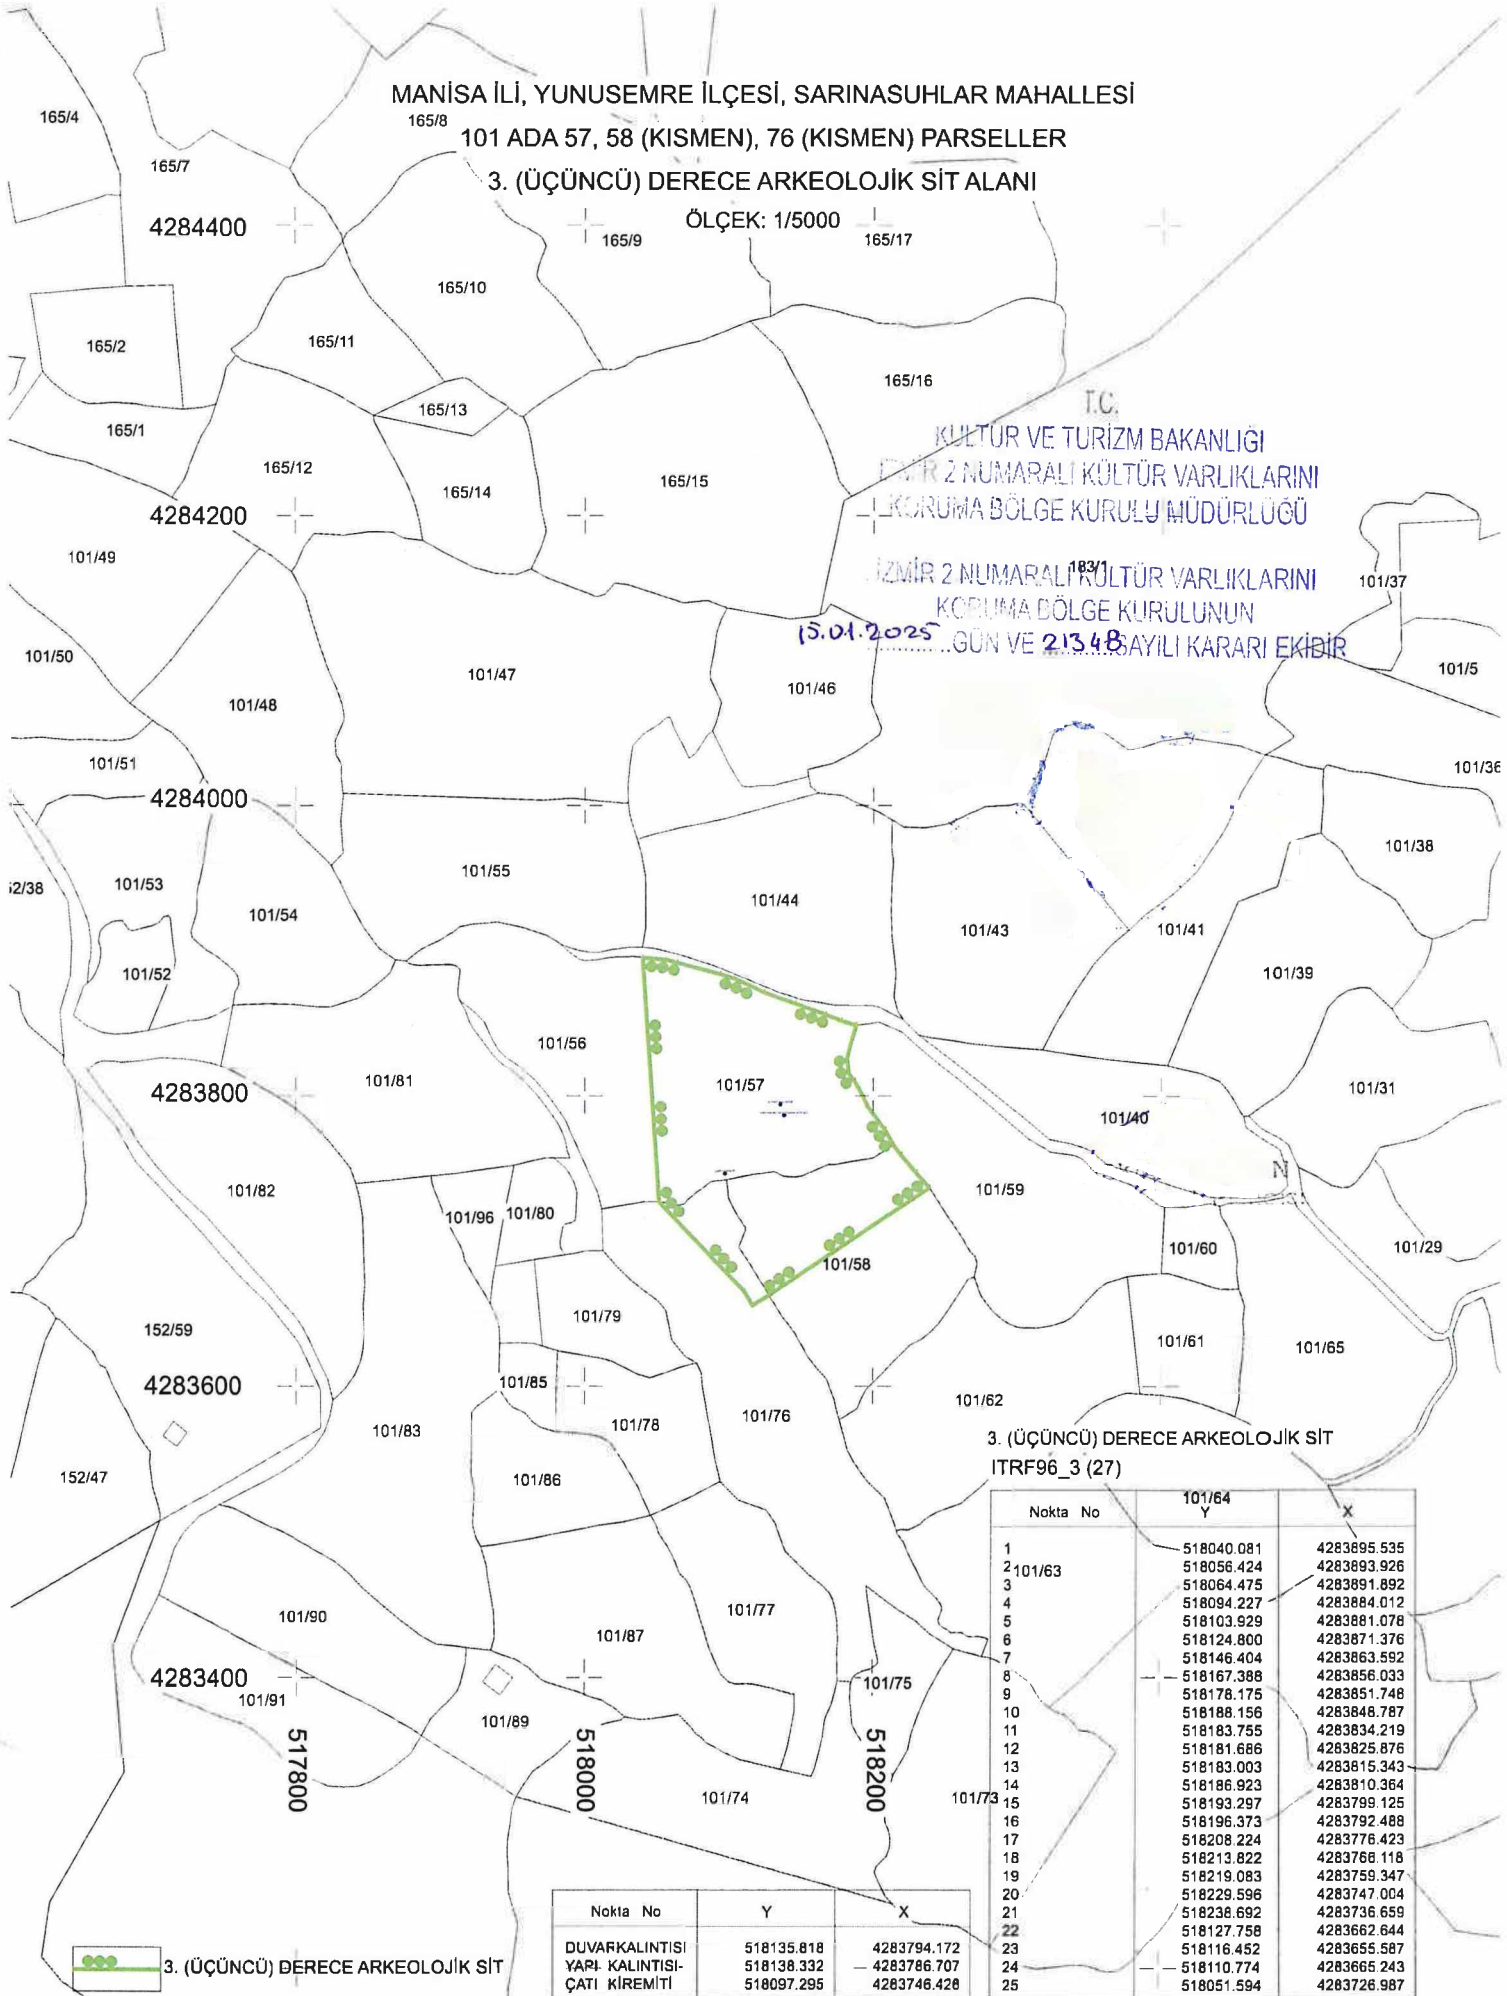 MANİSA İLİ, YUNUSEMRE İLÇESİ, SARINASUHLAR MAHALLESİ
101 ADA 57, 58 (KISMEN), 76 (KISMEN) PARSELLER
3. (ÜÇÜNCÜ) DERECE ARKEOLOJİK SİT ALANI
ÖLÇEK: 1/5000
165/4
165/8
165/7
4284400
165/9
165/17
165/10
165/2
165/11
165/16
165/13
165/1
165/12
165/14
165/15
T.C.
KÜLTÜR VE TURİZM BAKANLIĞI
İZMİR 2 NUMARALI KÜLTÜR VARLIKLARINI
KORUMA BÖLGE KURULU MÜDÜRLÜĞÜ
4284200
101/49
183/1
İZMİR 2 NUMARALI KÜLTÜR VARLIKLARINI
KORUMA BÖLGE KURULUNUN
15.01.2025 GÜN VE 21348 SAYILI KARARI EKİDİR
101/37
101/50
101/47
101/46
101/5
101/48
101/51
101/36
4284000
101/38
101/55
101/53
101/44
101/54
101/43
101/41
101/52
101/39
101/56
101/81
101/57
101/31
4283800
101/40
N
101/82
101/59
101/96
101/80
101/60
101/29
101/58
101/79
152/59
101/61
101/65
4283600
101/85
101/62
101/83
101/78
101/76
152/47
101/86
3. (ÜÇÜNCÜ) DERECE ARKEOLOJİK SİT
ITRF96_3 (27)
101/64
Nokta No Y X
1 518040.081 4283895.535
2 518056.424 4283893.926
101/63
3 518064.475 4283891.892
4 518094.227 4283884.012
5 518103.929 4283881.078
6 518124.800 4283871.376
7 518146.404 4283863.592
8 518167.388 4283856.033
9 518178.175 4283851.748
10 518188.156 4283848.787
11 518183.755 4283834.219
12 518181.686 4283825.876
13 518183.003 4283815.343
14 518186.923 4283810.364
15 518193.297 4283799.125
16 518196.373 4283792.488
17 518208.224 4283776.423
18 518213.822 4283766.118
19 518219.083 4283759.347
20 518229.596 4283747.004
21 518238.692 4283736.659
22 518127.758 4283662.644
23 518116.452 4283655.587
24 518110.774 4283665.243
25 518051.594 4283726.987
101/90
101/77
101/87
4283400
101/91
101/75
101/89
517800
518000
518200
101/74
101/73
Nokta No Y X
DUVARKALINTISI 518135.818 4283794.172
YAPI KALINTISI 518138.332 4283786.707
ÇATI KİREMİTİ 518097.295 4283746.428
3. (ÜÇÜNCÜ) DERECE ARKEOLOJİK SİT